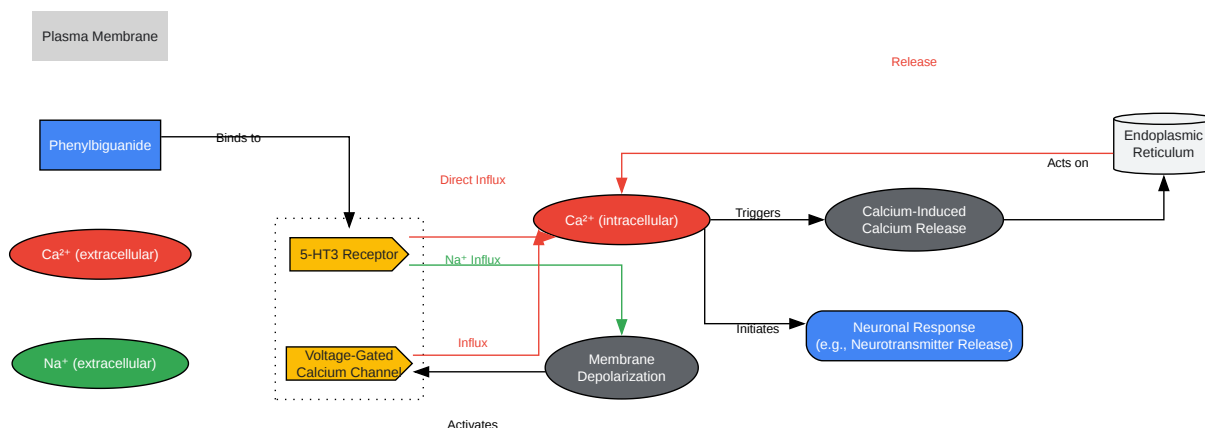 Plasma Membrane
Release
Phenylbiguanide
Binds to
Endoplasmic
Reticulum
Acts on
Direct Influx
Ca²⁺ (intracellular)
Triggers
Calcium-Induced
Calcium Release
Ca²⁺ (extracellular)
5-HT3 Receptor
Na⁺ Influx
Influx
Initiates
Neuronal Response
(e.g., Neurotransmitter Release)
Na⁺ (extracellular)
Voltage-Gated
Calcium Channel
Membrane
Depolarization
Activates